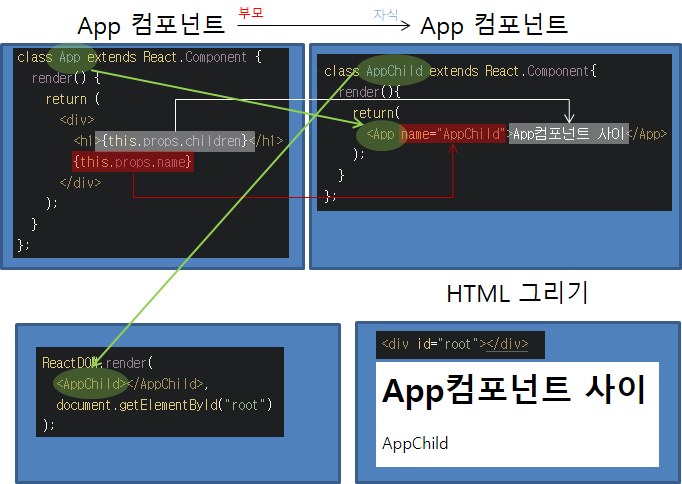 App 컴포넌트
부모
자식
App 컴포넌트
class App extends React.Component {
render() {
return (
<div>
<h1>{this.props.children}</h1>
{this.props.name}
</div>
);
}
};
class AppChild extends React.Component{
render(){
return(
<App name="AppChild">App컴포넌트 사이</App>
);
}
};
HTML 그리기
ReactDOM.render(
<AppChild></AppChild>,
document.getElementById("root")
);
<div id="root"></div>
App컴포넌트 사이
AppChild